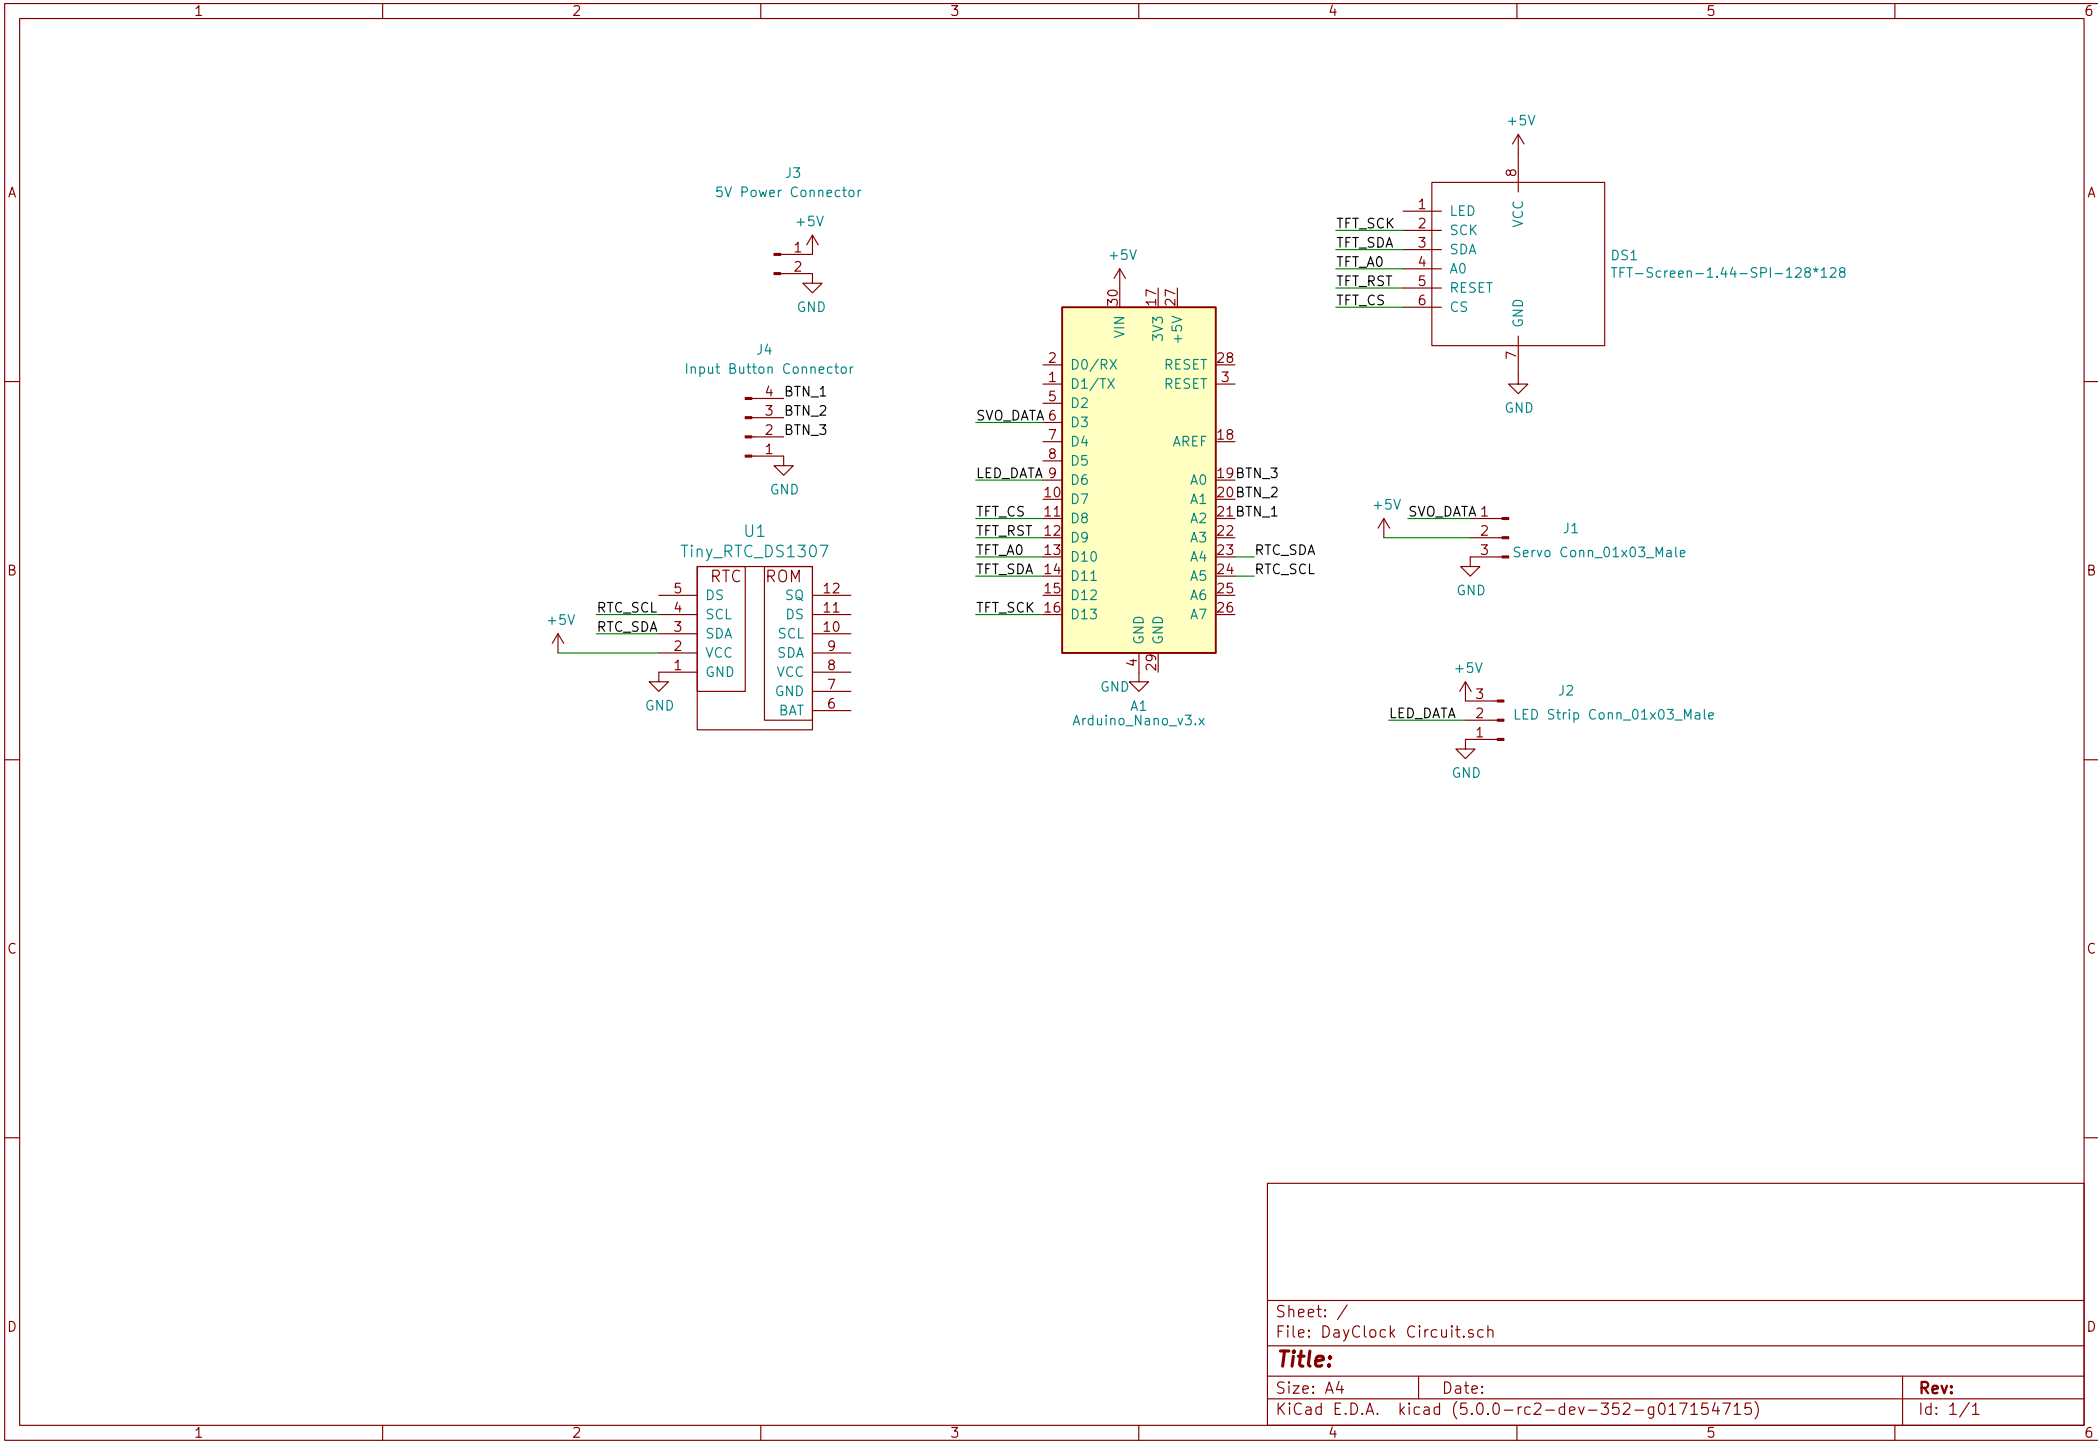 1 2 3 4 5 6
A A
B B
C C
D D
J3
5V Power Connector
+5V
1
2
GND
J4
Input Button Connector
4 BTN_1
3 BTN_2
2 BTN_3
1
GND
U1
Tiny_RTC_DS1307
RTC ROM
5 DS SQ 12
RTC_SCL 4 SCL DS 11
RTC_SDA 3 SDA SCL 10
+5V
2 VCC SDA 9
1 GND VCC 8
GND 7
BAT 6
GND
+5V
30 17 27
VIN 3V3 +5V
2 D0/RX RESET 28
1 D1/TX RESET 3
5 D2
SVO_DATA 6 D3
7 D4 AREF 18
8 D5
LED_DATA 9 D6 A0 19 BTN_3
10 D7 A1 20 BTN_2
TFT_CS 11 D8 A2 21 BTN_1
TFT_RST 12 D9 A3 22
TFT_A0 13 D10 A4 23 RTC_SDA
TFT_SDA 14 D11 A5 24 RTC_SCL
15 D12 A6 25
TFT_SCK 16 D13 A7 26
GND GND
4 29
GND
A1
Arduino_Nano_v3.x
+5V
8
VCC
1 LED
TFT_SCK 2 SCK
TFT_SDA 3 SDA
TFT_A0 4 A0
TFT_RST 5 RESET
TFT_CS 6 CS
GND
7
GND
DS1
TFT-Screen-1.44-SPI-128*128
+5V
SVO_DATA 1
2
3
GND
J1
Servo Conn_01x03_Male
+5V
3
LED_DATA 2
1
GND
J2
LED Strip Conn_01x03_Male
Sheet: /
File: DayClock Circuit.sch
Title:
Size: A4 Date: Rev:
KiCad E.D.A. kicad (5.0.0-rc2-dev-352-g017154715) Id: 1/1
1 2 3 4 5 6